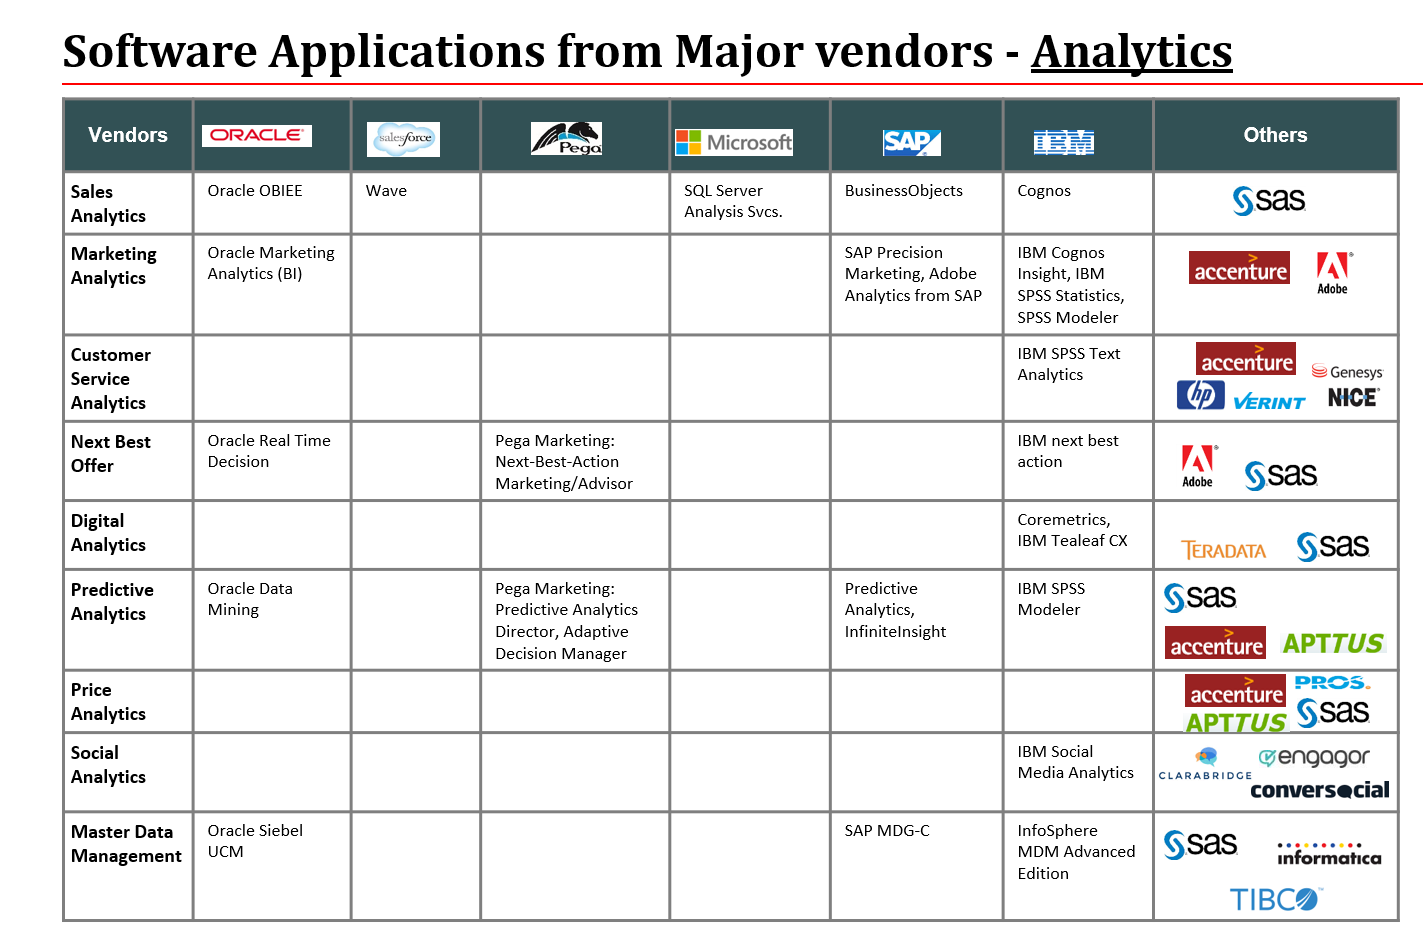 Software Applications from Major vendors - Analytics
Vendors
ORACLE
salesforce
Pega
Microsoft
SAP
IBM
Others
Sales
Analytics
Oracle OBIEE
Wave
SQL Server
Analysis Svcs.
BusinessObjects
Cognos
sas
Marketing
Analytics
Oracle Marketing
Analytics (BI)
SAP Precision
Marketing, Adobe
Analytics from SAP
IBM Cognos
Insight, IBM
SPSS Statistics,
SPSS Modeler
accenture
Adobe
Customer
Service
Analytics
IBM SPSS Text
Analytics
accenture
Genesys
hp
VERINT
NICE
Next Best
Offer
Oracle Real Time
Decision
Pega Marketing:
Next-Best-Action
Marketing/Advisor
IBM next best
action
Adobe
sas
Digital
Analytics
Coremetrics,
IBM Tealeaf CX
TERADATA
sas
Predictive
Analytics
Oracle Data
Mining
Pega Marketing:
Predictive Analytics
Director, Adaptive
Decision Manager
Predictive
Analytics,
InfiniteInsight
IBM SPSS
Modeler
sas
accenture
APTTUS
Price
Analytics
accenture
PROS.
APTTUS
sas
Social
Analytics
IBM Social
Media Analytics
CLARABRIDGE
engagor
conversocial
Master Data
Management
Oracle Siebel
UCM
SAP MDG-C
InfoSphere
MDM Advanced
Edition
sas
informatica
TIBCO